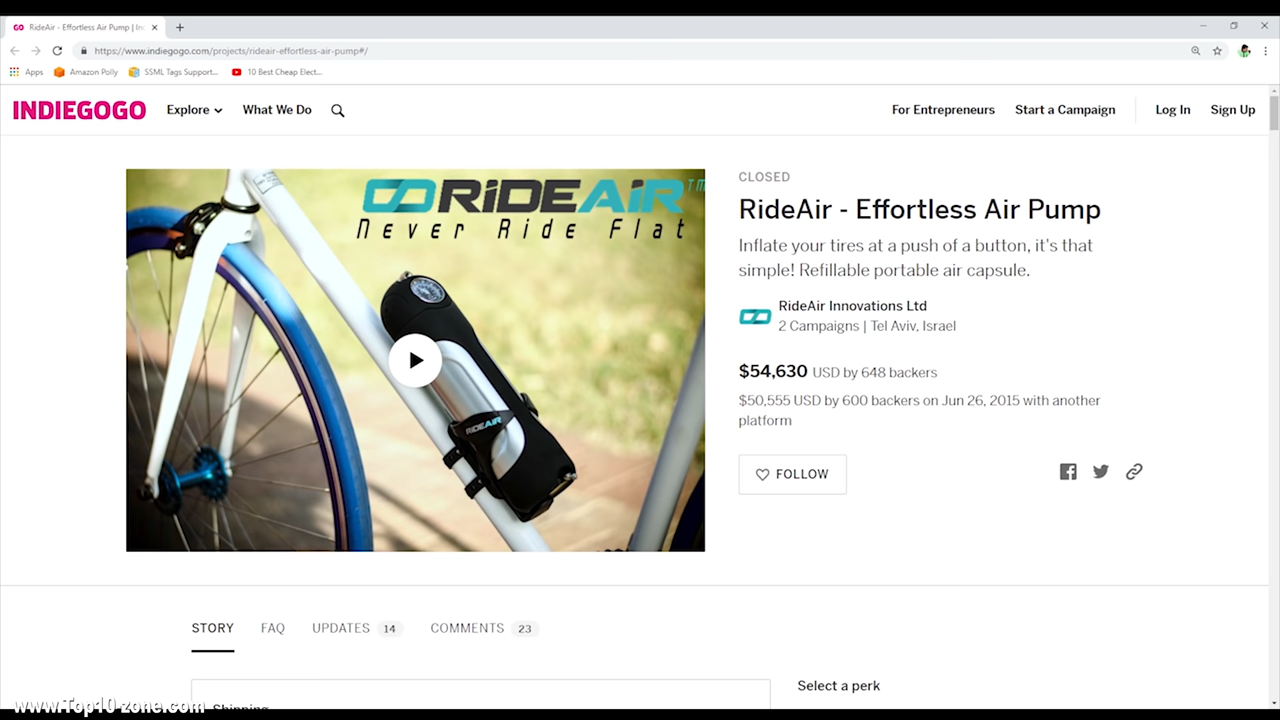 GO RideAir - Effortless Air Pump | In
https://www.indiegogo.com/projects/rideair-effortless-air-pump#/
Apps Amazon Polly SSML Tags Support... 10 Best Cheap Elect...
INDIEGOGO Explore What We Do For Entrepreneurs Start a Campaign Log In Sign Up
RIDEAIR™
Never Ride Flat
RIDEAIR
CLOSED
RideAir - Effortless Air Pump
Inflate your tires at a push of a button, it's that
simple! Refillable portable air capsule.
RideAir Innovations Ltd
2 Campaigns | Tel Aviv, Israel
$54,630 USD by 648 backers
$50,555 USD by 600 backers on Jun 26, 2015 with another
platform
FOLLOW
STORY FAQ UPDATES 14 COMMENTS 23
Select a perk
Shipping
www.Top10-zone.com